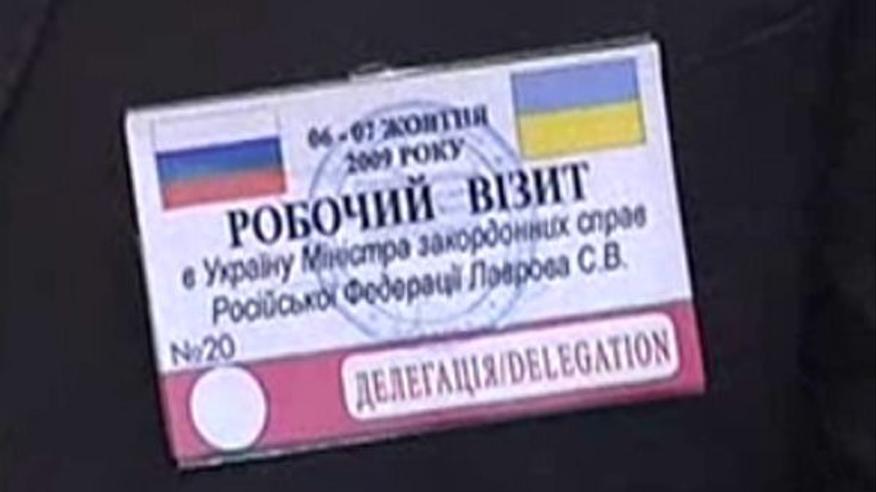 06 - 07 ЖОВТНЯ
2009 РОКУ
РОБОЧИЙ ВІЗИТ
в Україну Міністра закордонних справ
Російської Федерації Лаврова С.В.
№20
ДЕЛЕГАЦІЯ/DELEGATION